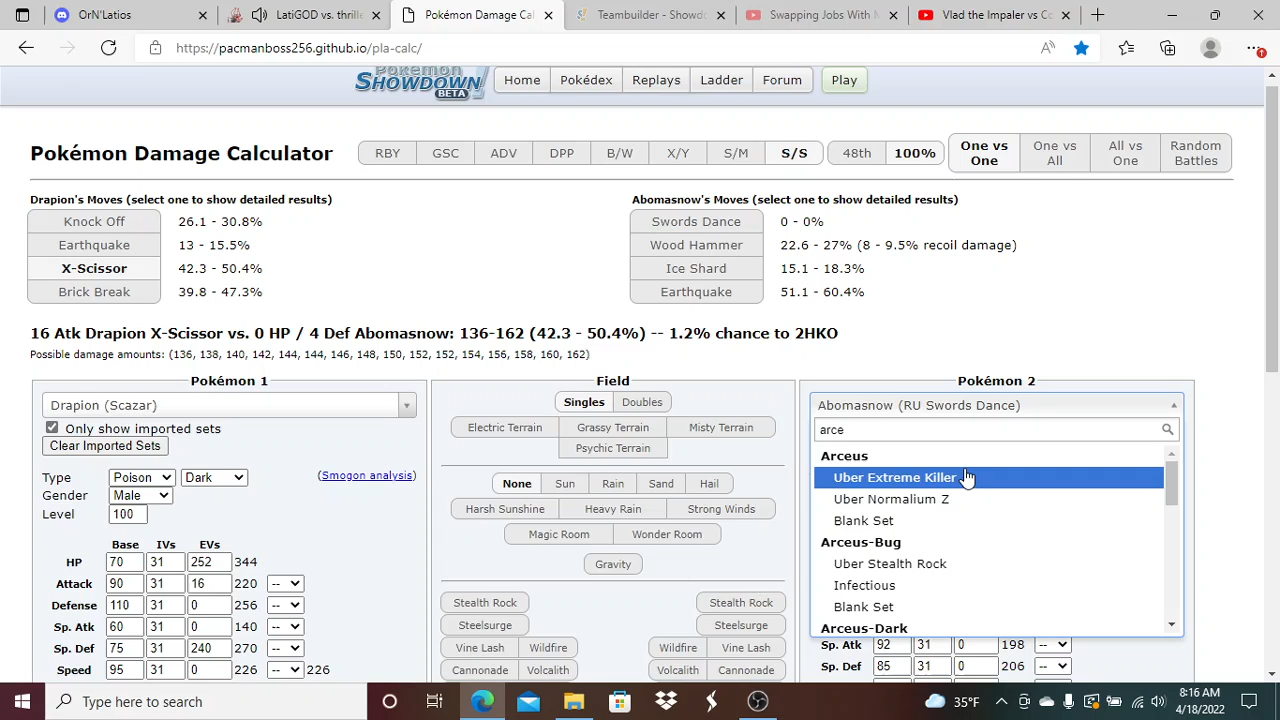 OrN'Latios
LatiGOD vs. thrille
Pokémon Damage Cal
Teambuilder - Showd
Swapping Jobs With M
Vlad the Impaler vs Co
https://pacmanboss256.github.io/pla-calc/
POKéMON
SHOWDOWN
BETA
Home
Pokédex
Replays
Ladder
Forum
Play
Pokémon Damage Calculator
RBY
GSC
ADV
DPP
B/W
X/Y
S/M
S/S
48th
100%
One vs
One
One vs
All
All vs
One
Random
Battles
Drapion's Moves (select one to show detailed results)
Knock Off 26.1 - 30.8%
Earthquake 13 - 15.5%
X-Scissor 42.3 - 50.4%
Brick Break 39.8 - 47.3%
Abomasnow's Moves (select one to show detailed results)
Swords Dance 0 - 0%
Wood Hammer 22.6 - 27% (8 - 9.5% recoil damage)
Ice Shard 15.1 - 18.3%
Earthquake 51.1 - 60.4%
16 Atk Drapion X-Scissor vs. 0 HP / 4 Def Abomasnow: 136-162 (42.3 - 50.4%) -- 1.2% chance to 2HKO
Possible damage amounts: (136, 138, 140, 142, 144, 144, 146, 148, 150, 152, 152, 154, 156, 158, 160, 162)
Pokémon 1
Drapion (Scazar)
Only show imported sets
Clear Imported Sets
Type Poison Dark (Smogon analysis)
Gender Male
Level 100
Base IVs EVs
HP 70 31 252 344
Attack 90 31 16 220 --
Defense 110 31 0 256 --
Sp. Atk 60 31 0 140 --
Sp. Def 75 31 240 270 --
Speed 95 31 0 226 -- 226
Field
Singles Doubles
Electric Terrain Grassy Terrain Misty Terrain
Psychic Terrain
None Sun Rain Sand Hail
Harsh Sunshine Heavy Rain Strong Winds
Magic Room Wonder Room
Gravity
Stealth Rock Stealth Rock
Steelsurge Steelsurge
Vine Lash Wildfire Wildfire Vine Lash
Cannonade Volcalith Volcalith Cannonade
Pokémon 2
Abomasnow (RU Swords Dance)
arce
Arceus
Uber Extreme Killer
Uber Normalium Z
Blank Set
Arceus-Bug
Uber Stealth Rock
Infectious
Blank Set
Arceus-Dark
Sp. Atk 92 31 0 198 --
Sp. Def 85 31 0 206 --
Type here to search
35°F
8:16 AM
4/18/2022